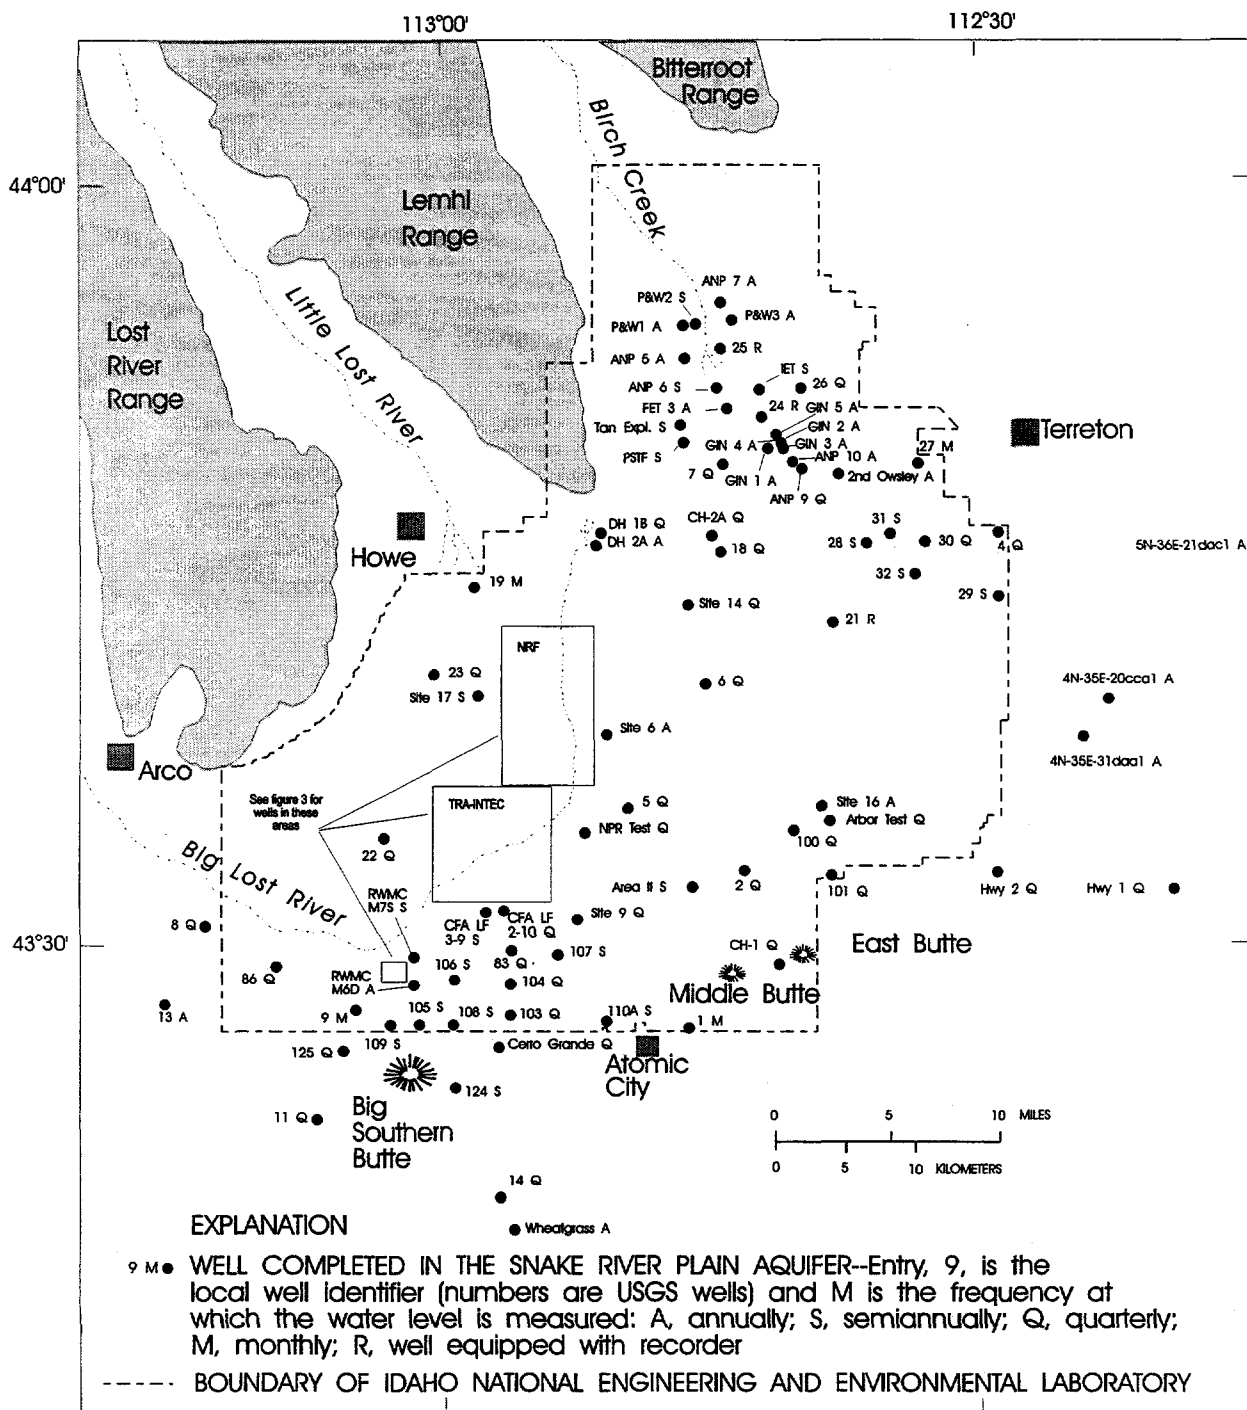 113°00'
112°30'
Bitterroot
Range
Birch Creek
44°00'
Lemhi
Range
Little Lost River
Lost
River
Range
ANP 7 A
P&W2 S
P&W1 A
P&W3 A
25 R
ANP 5 A
IET S
ANP 6 S
26 Q
FET 3 A
24 R
GIN 5 A
Tan Expl. S
GIN 2 A
Terreton
GIN 4 A
GIN 3 A
27 M
PSTF S
ANP 10 A
7 Q
GIN 1 A
2nd Owsley A
ANP 9 Q
DH 1B Q
CH-2A Q
31 S
DH 2A A
18 Q
28 S
30 Q
4 Q
5N-36E-21dac1 A
Howe
32 S
19 M
29 S
Site 14 Q
21 R
NRF
23 Q
6 Q
4N-35E-20cca1 A
Site 17 S
Site 6 A
4N-35E-31daa1 A
Arco
See figure 3 for
wells in these
areas
TRA-INTEC
5 Q
Site 16 A
Arbor Test Q
NPR Test Q
100 Q
22 Q
Big Lost River
RWMC
M7S S
Area II S
2 Q
101 Q
Hwy 2 Q
Hwy 1 Q
CFA LF
3-9 S
CFA LF
2-10 Q
Site 9 Q
8 Q
43°30'
CH-1 Q
East Butte
107 S
83 Q
86 Q
RWMC
M6D A
106 S
104 Q
Middle Butte
13 A
9 M
105 S
108 S
103 Q
110A S
1 M
109 S
125 Q
Cerro Grande Q
Atomic
City
124 S
11 Q
Big
Southern
Butte
0 5 10 MILES
0 5 10 KILOMETERS
14 Q
Wheatgrass A
EXPLANATION
9 M WELL COMPLETED IN THE SNAKE RIVER PLAIN AQUIFER--Entry, 9, is the
local well identifier (numbers are USGS wells) and M is the frequency at
which the water level is measured: A, annually; S, semiannually; Q, quarterly;
M, monthly; R, well equipped with recorder
BOUNDARY OF IDAHO NATIONAL ENGINEERING AND ENVIRONMENTAL LABORATORY